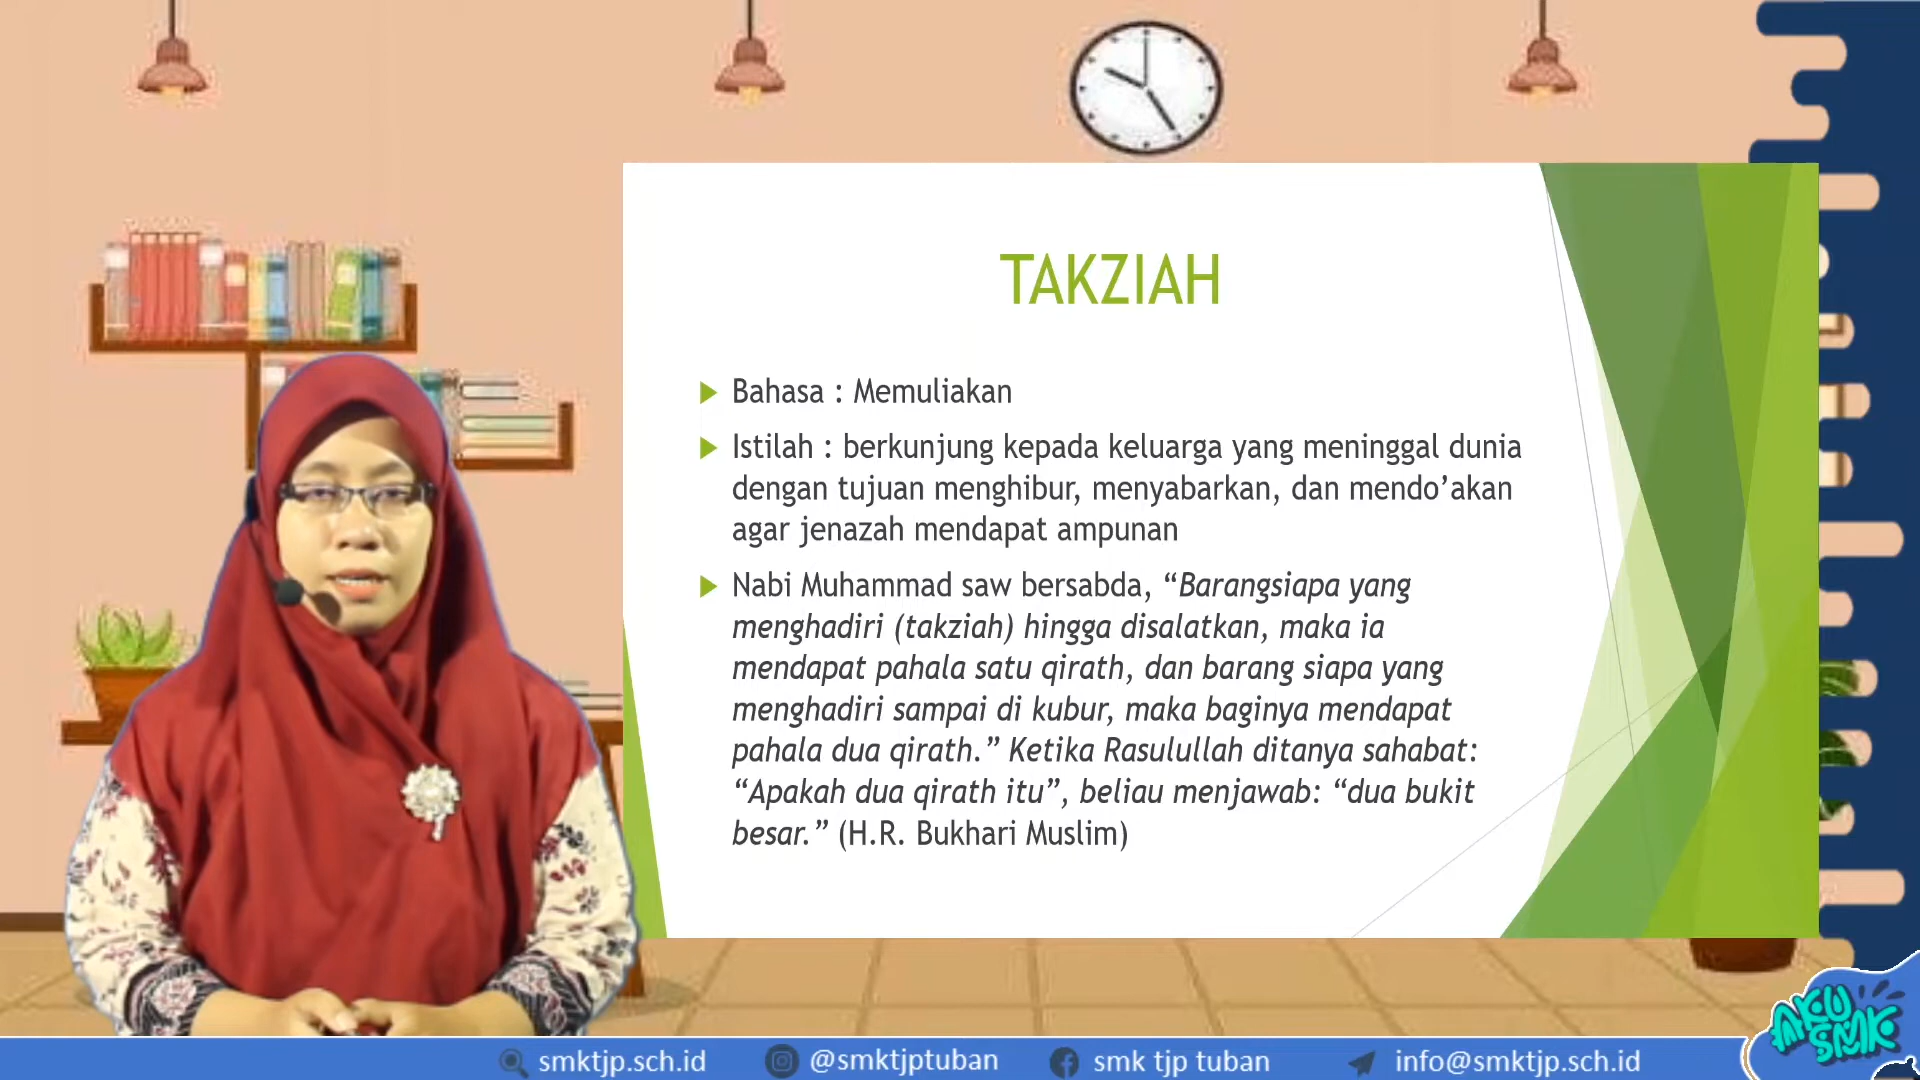 TAKZIAH
Bahasa : Memuliakan
Istilah : berkunjung kepada keluarga yang meninggal dunia
dengan tujuan menghibur, menyabarkan, dan mendo’akan
agar jenazah mendapat ampunan
Nabi Muhammad saw bersabda, “Barangsiapa yang
menghadiri (takziah) hingga disalatkan, maka ia
mendapat pahala satu qirath, dan barang siapa yang
menghadiri sampai di kubur, maka baginya mendapat
pahala dua qirath.” Ketika Rasulullah ditanya sahabat:
“Apakah dua qirath itu”, beliau menjawab: “dua bukit
besar.” (H.R. Bukhari Muslim)
smktjp.sch.id @smktjptuban smk tjp tuban info@smktjp.sch.id
AKU
SMK